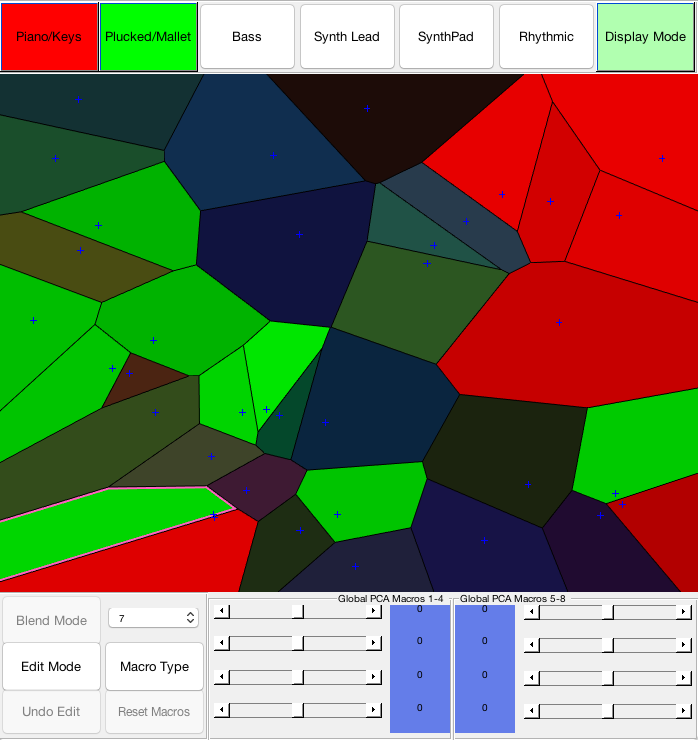 Piano/Keys Plucked/Mallet Bass Synth Lead SynthPad Rhythmic Display Mode
Global PCA Macros 1-4 Global PCA Macros 5-8
Blend Mode 7 0 0
Edit Mode Macro Type 0 0
0 0
Undo Edit Reset Macros 0 0